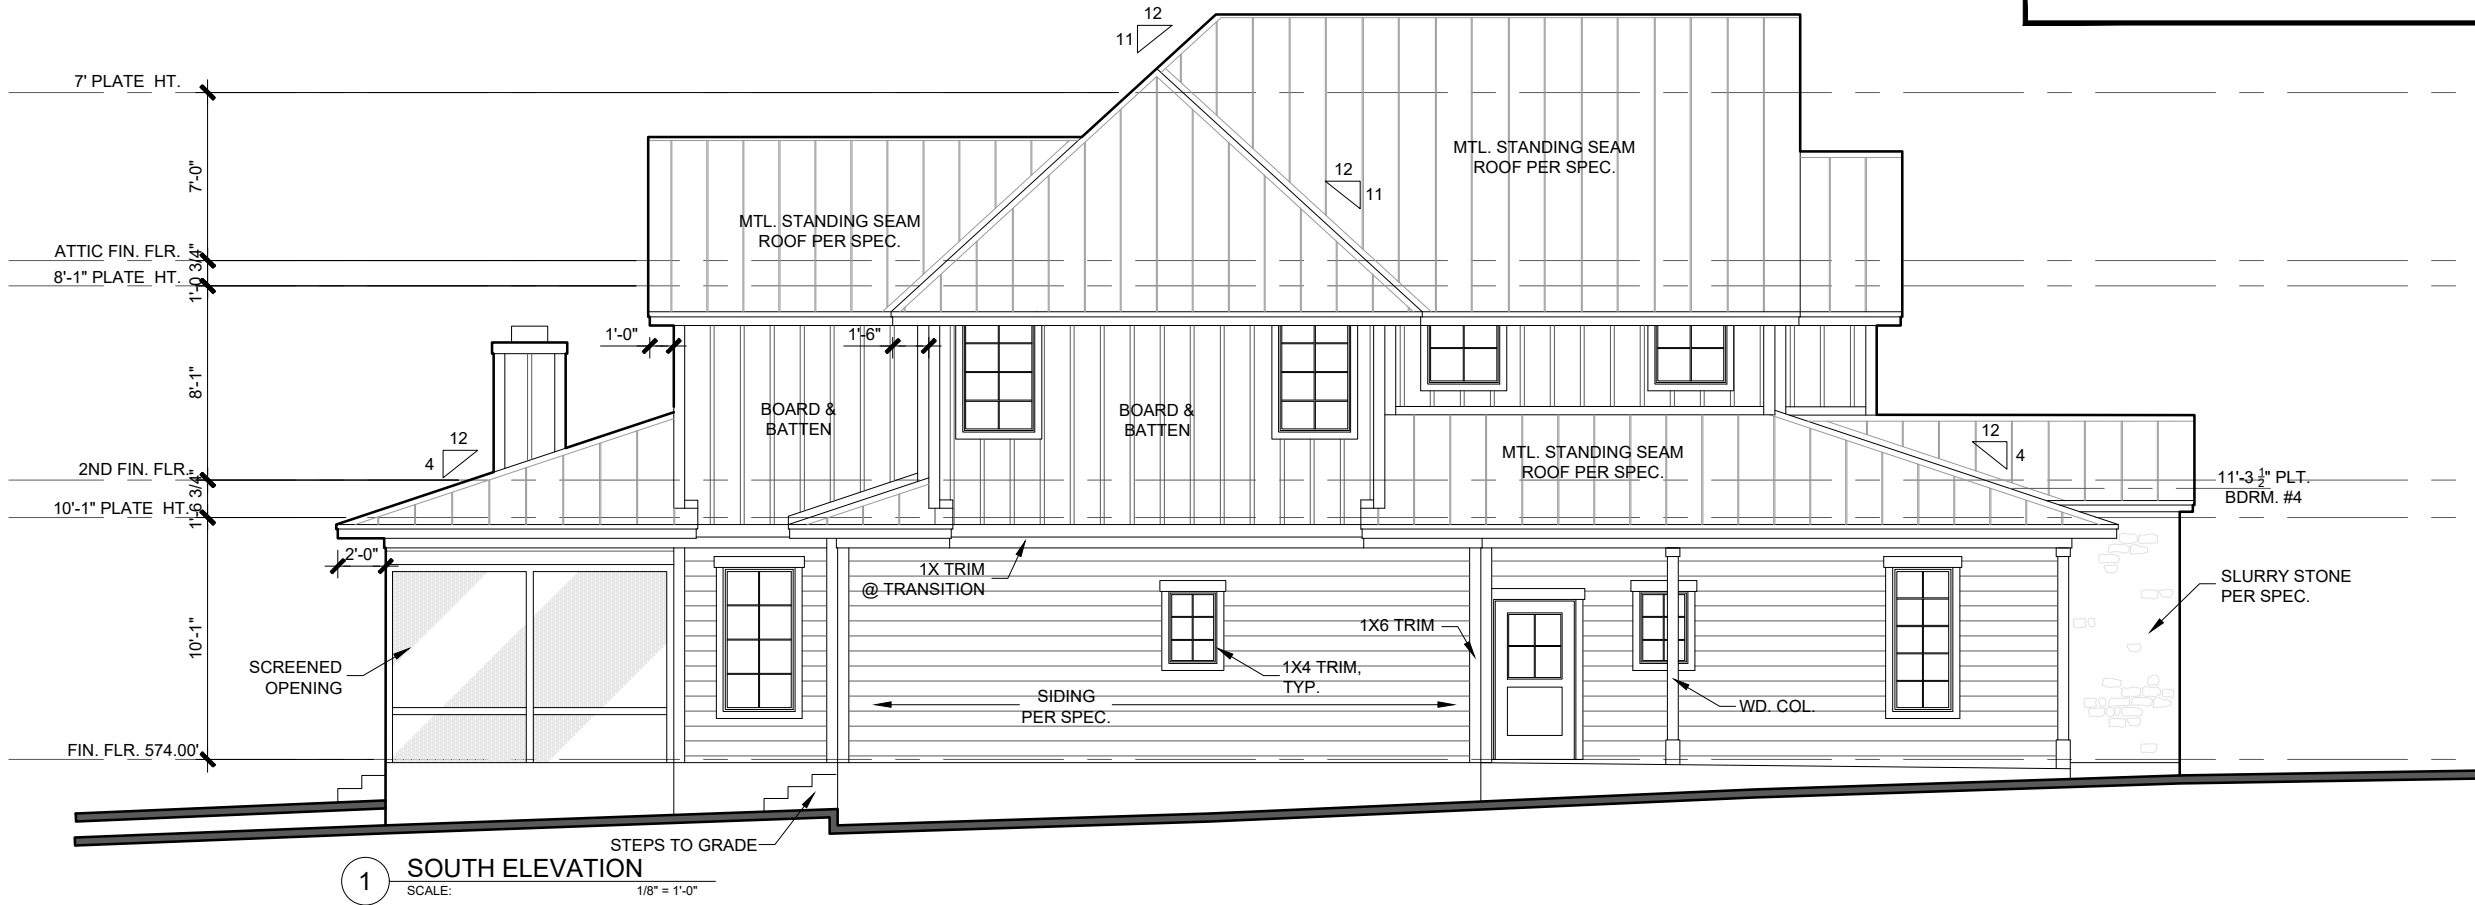 12
11
7' PLATE HT.
7'-0"
MTL. STANDING SEAM
ROOF PER SPEC.
12
11
MTL. STANDING SEAM
ROOF PER SPEC.
ATTIC FIN. FLR.
1'-0 3/4"
8'-1" PLATE HT.
1'-0"
1'-6"
8'-1"
BOARD &
BATTEN
BOARD &
BATTEN
12
4
12
4
MTL. STANDING SEAM
ROOF PER SPEC.
2ND FIN. FLR.
1'-6 3/4"
10'-1" PLATE HT.
11'-3 1/2" PLT.
BDRM. #4
2'-0"
1X TRIM
@ TRANSITION
SLURRY STONE
PER SPEC.
10'-1"
1X6 TRIM
SCREENED
OPENING
1X4 TRIM,
TYP.
SIDING
PER SPEC.
WD. COL.
FIN. FLR. 574.00'
STEPS TO GRADE
1
SOUTH ELEVATION
SCALE: 1/8" = 1'-0"